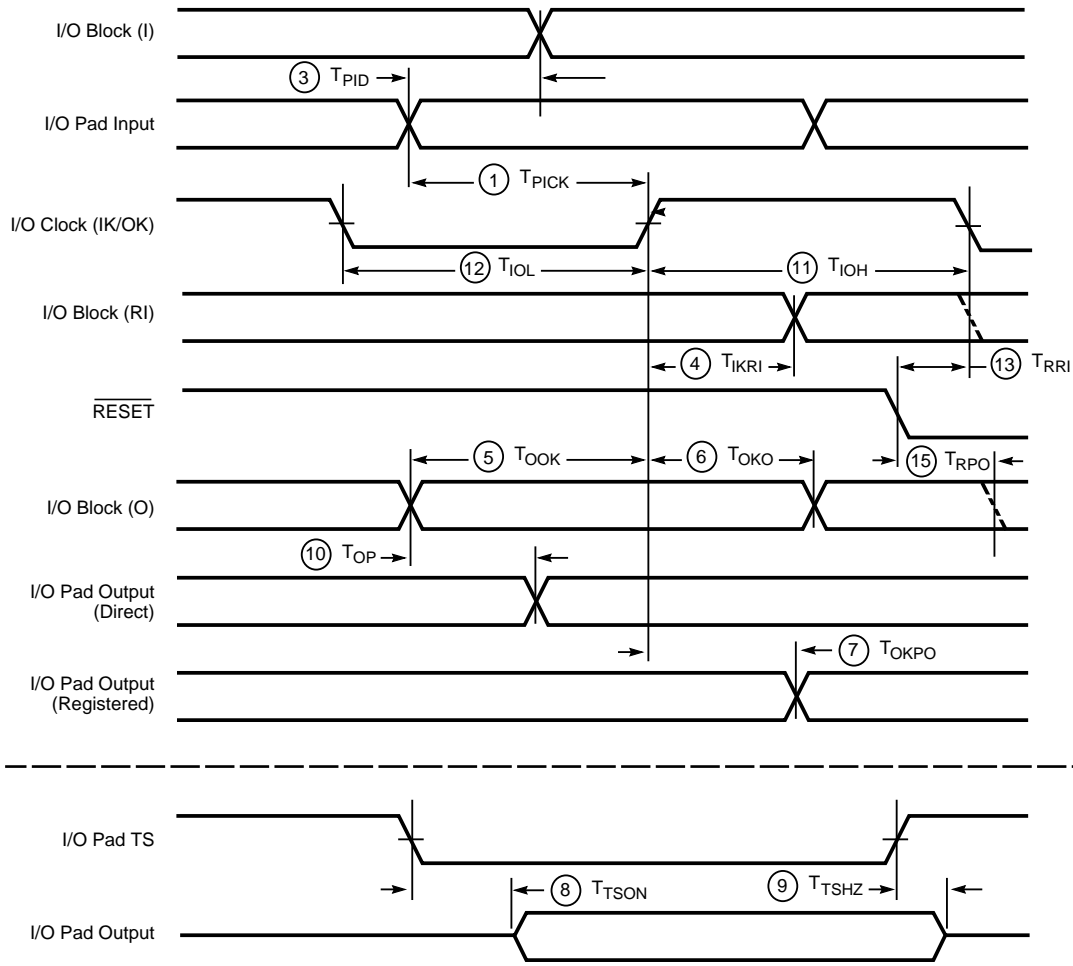 I/O Block (I)
3 TPID
I/O Pad Input
1 TPICK
I/O Clock (IK/OK)
12 TIOL
11 TIOH
I/O Block (RI)
4 TIKRI
13 TRRI
RESET
5 TOOK
6 TOKO
15 TRPO
I/O Block (O)
10 TOP
I/O Pad Output
(Direct)
7 TOKPO
I/O Pad Output
(Registered)
I/O Pad TS
8 TTSON
9 TTSHZ
I/O Pad Output